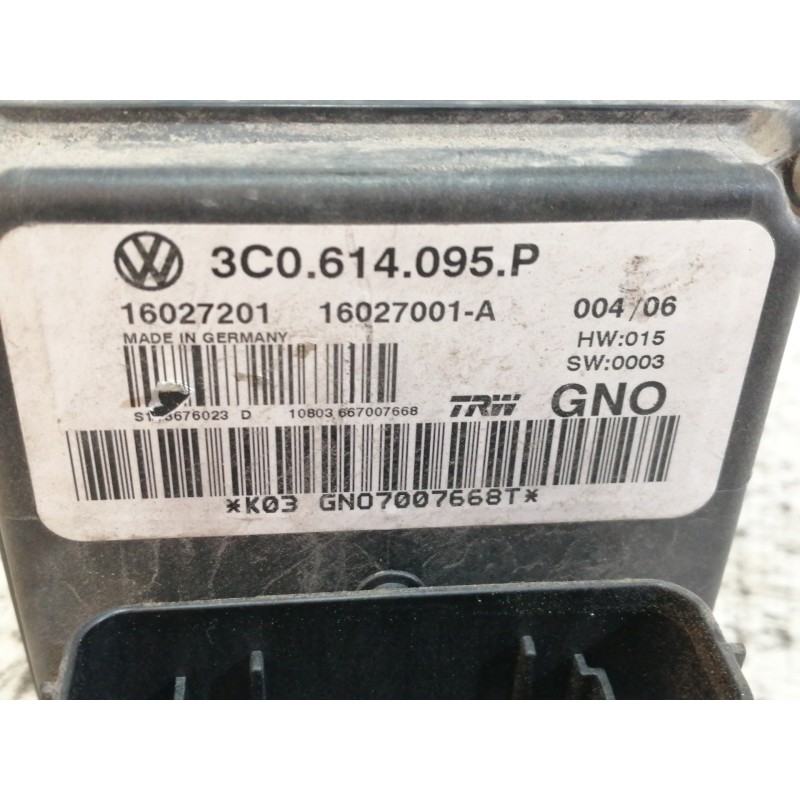 3C0.614.095.P
16027201 16027001-A 004/06
MADE IN GERMANY HW:015
SW:0003
D 10803 667007668 TRW GNO
*K03 GNO7007668T*